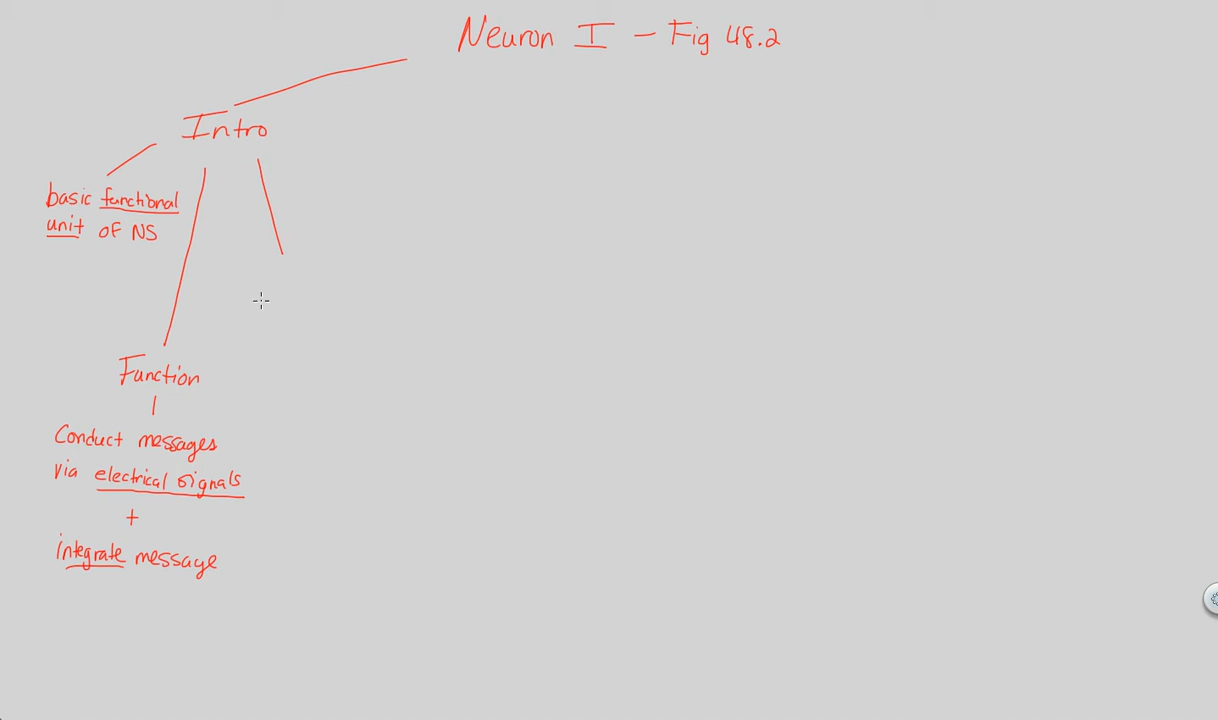 Neuron I - Fig 48.2
Intro
basic functional
unit of NS
Function
Conduct messages
via electrical signals
+
integrate message